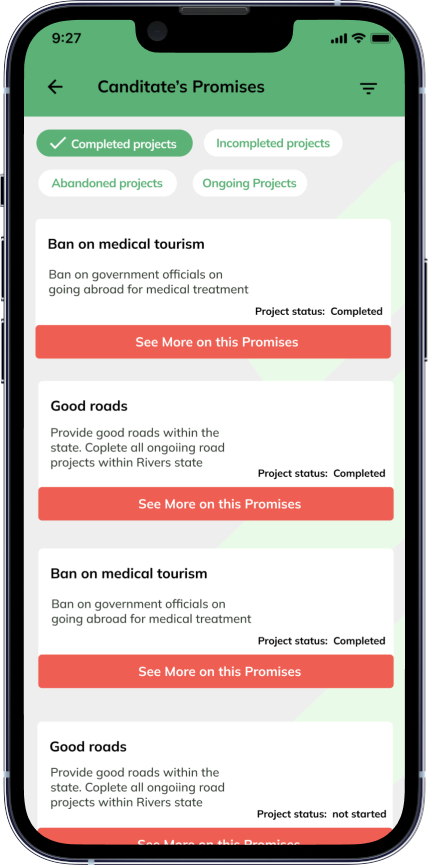 9:27
Canditate's Promises
Completed projects
Incompleted projects
Abandoned projects
Ongoing Projects
Ban on medical tourism
Ban on government officials on
going abroad for medical treatment
Project status: Completed
See More on this Promises
Good roads
Provide good roads within the
state. Coplete all ongoiing road
projects within Rivers state
Project status: Completed
See More on this Promises
Ban on medical tourism
Ban on government officials on
going abroad for medical treatment
Project status: Completed
See More on this Promises
Good roads
Provide good roads within the
state. Coplete all ongoiing road
projects within Rivers state
Project status: not started
See More on this Promises